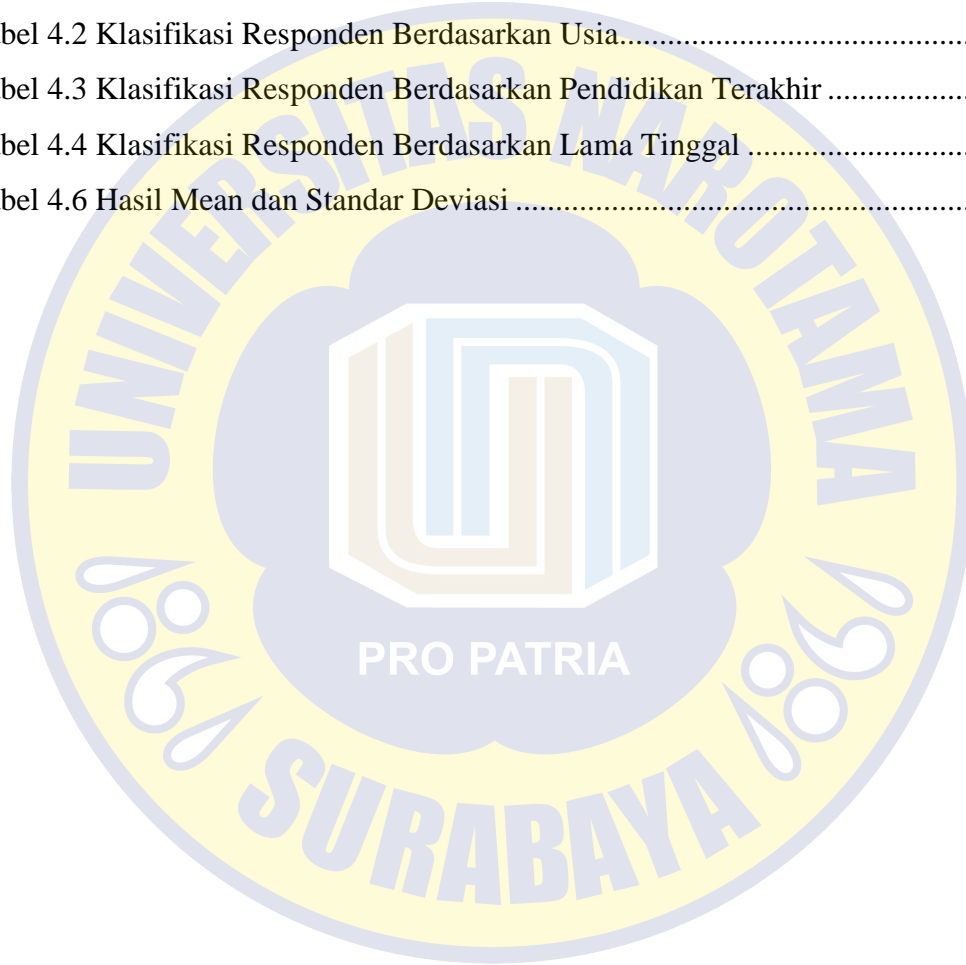 bel 4.2 Klasifikasi Responden Berdasarkan Usia........................................
bel 4.3 Klasifikasi Responden Berdasarkan Pendidikan Terakhir .................
bel 4.4 Klasifikasi Responden Berdasarkan Lama Tinggal ...........................
bel 4.6 Hasil Mean dan Standar Deviasi .......................................................
UNIVERSITAS NAROTAMA
PRO PATRIA
SURABAYA